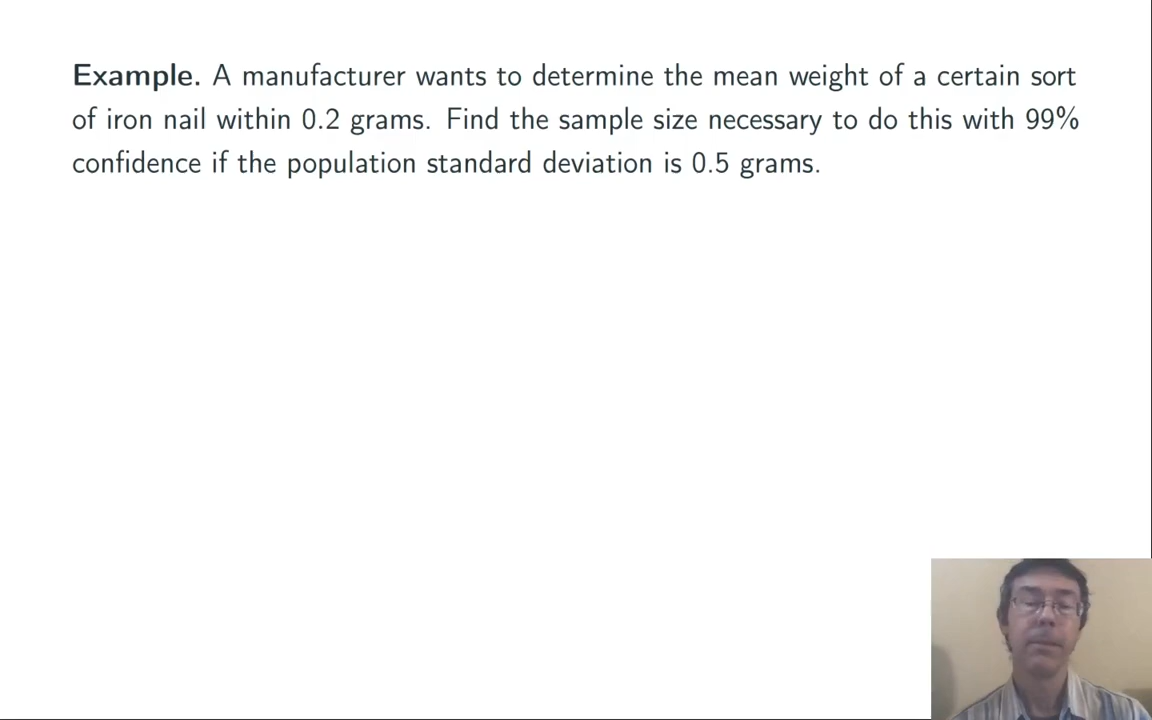 Example. A manufacturer wants to determine the mean weight of a certain sort
of iron nail within 0.2 grams. Find the sample size necessary to do this with 99%
confidence if the population standard deviation is 0.5 grams.